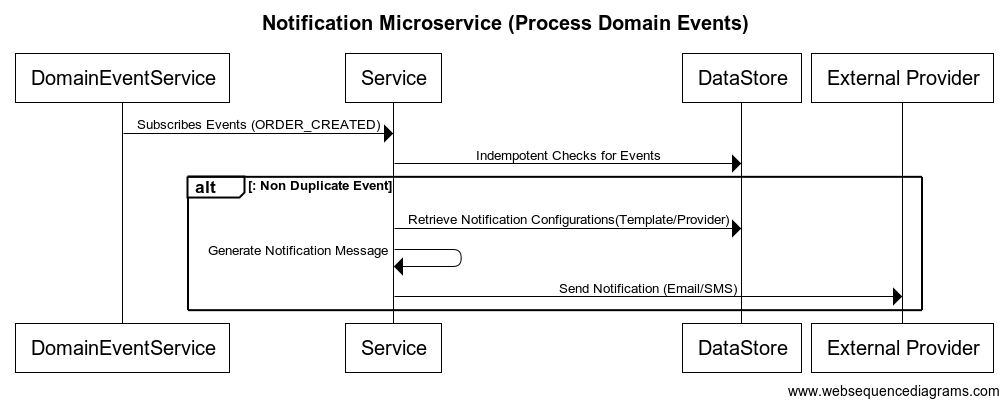 Notification Microservice (Process Domain Events)
DomainEventService
Service
DataStore
External Provider
Subscribes Events (ORDER_CREATED)
Indempotent Checks for Events
alt
[: Non Duplicate Event]
Retrieve Notification Configurations(Template/Provider)
Generate Notification Message
Send Notification (Email/SMS)
DomainEventService
Service
DataStore
External Provider
www.websequencediagrams.com